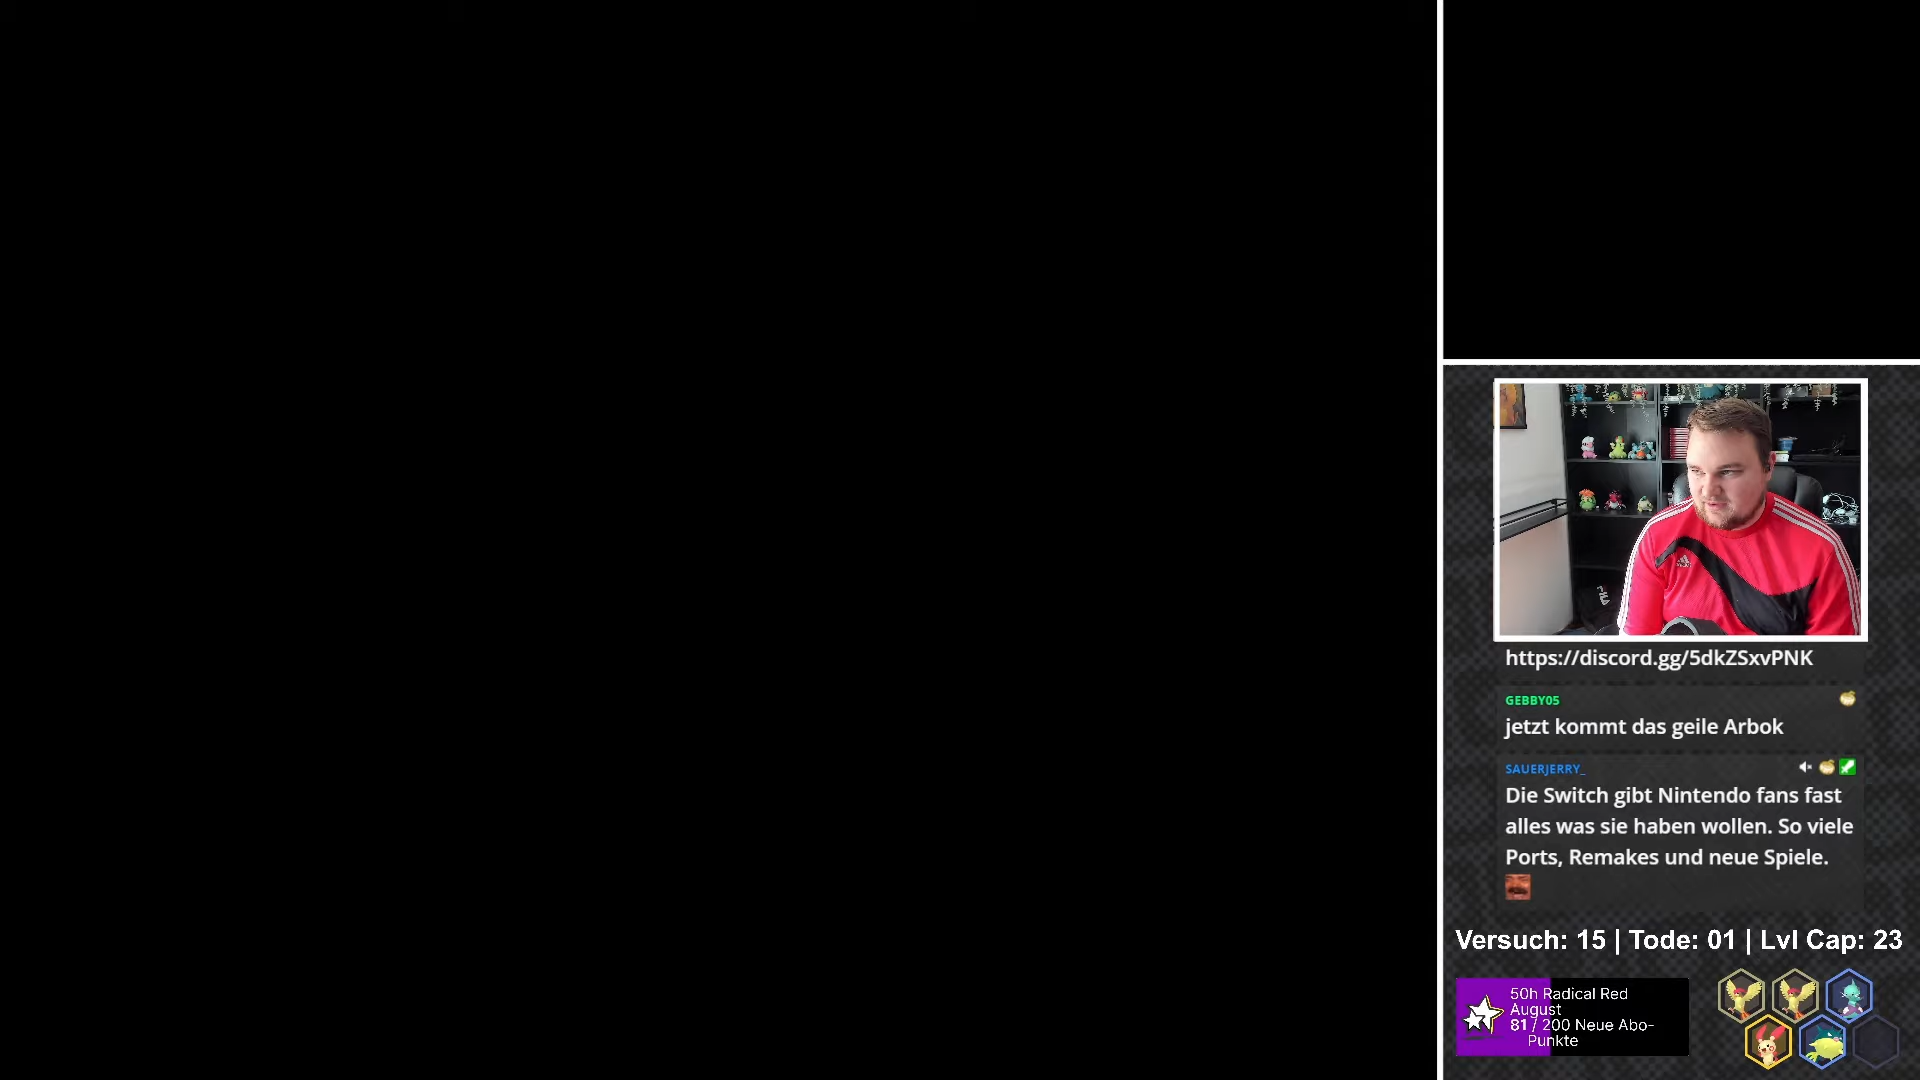 https://discord.gg/5dkZSxvPNK
GEBBY05
jetzt kommt das geile Arbok
SAUERJERRY_
Die Switch gibt Nintendo fans fast
alles was sie haben wollen. So viele
Ports, Remakes und neue Spiele.
Versuch: 15 | Tode: 01 | Lvl Cap: 23
50h Radical Red
August
81 / 200 Neue Abo-
Punkte
FILA